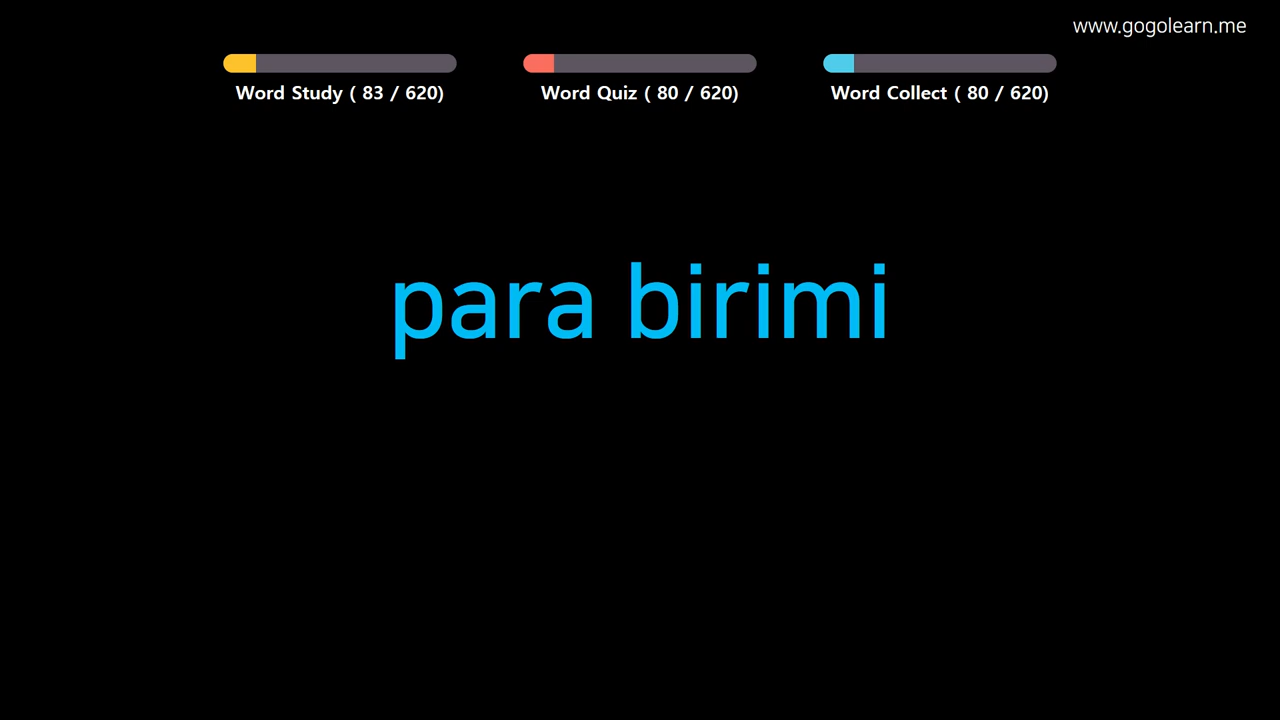 www.gogolearn.me
Word Study ( 83 / 620)
Word Quiz ( 80 / 620)
Word Collect ( 80 / 620)
para birimi